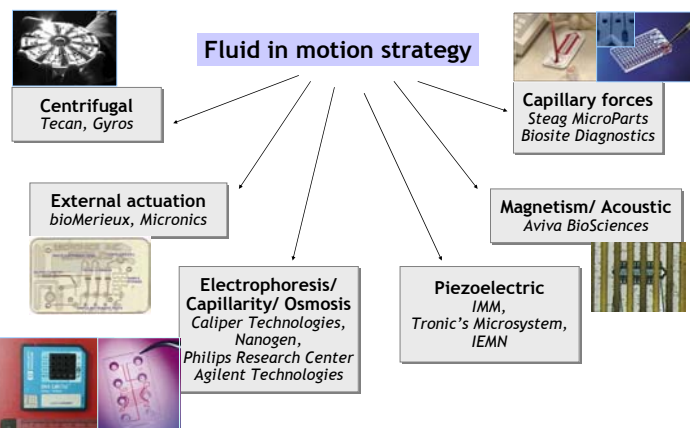 Fluid in motion strategy
Centrifugal
Tecan, Gyros
Capillary forces
Steag MicroParts
Biosite Diagnostics
External actuation
bioMerieux, Micronics
Magnetism/ Acoustic
Aviva BioSciences
Electrophoresis/
Capillarity/ Osmosis
Caliper Technologies,
Nanogen,
Philips Research Center
Agilent Technologies
Piezoelectric
IMM,
Tronic’s Microsystem,
IEMN